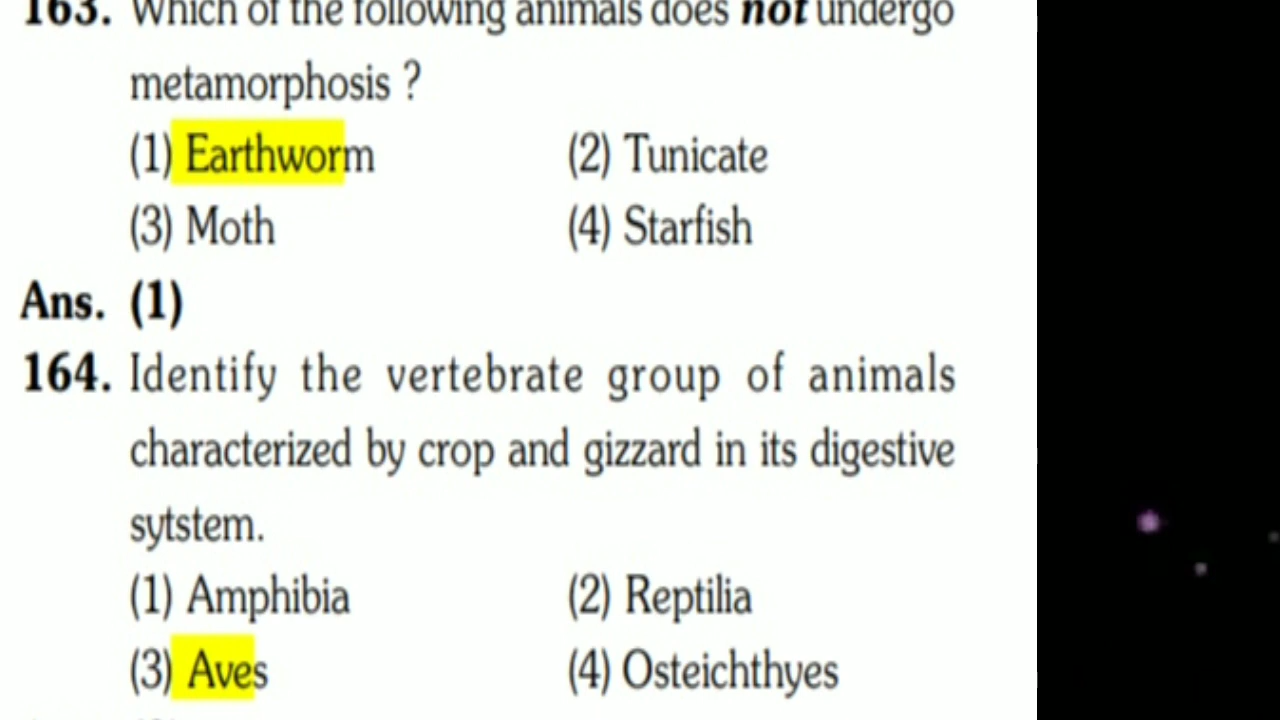 163. Which of the following animals does not undergo
metamorphosis ?
(1) Earthworm (2) Tunicate
(3) Moth (4) Starfish
Ans. (1)
164. Identify the vertebrate group of animals
characterized by crop and gizzard in its digestive
sytstem.
(1) Amphibia (2) Reptilia
(3) Aves (4) Osteichthyes